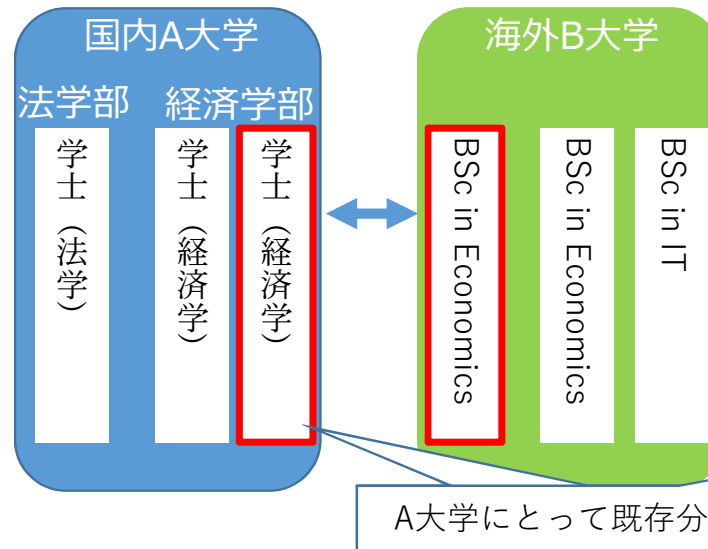 国内A大学
海外B大学
法学部
経済学部
学士（法学）
学士（経済学）
学士（経済学）
BSc in Economics
BSc in Economics
BSc in IT
A大学にとって既存分